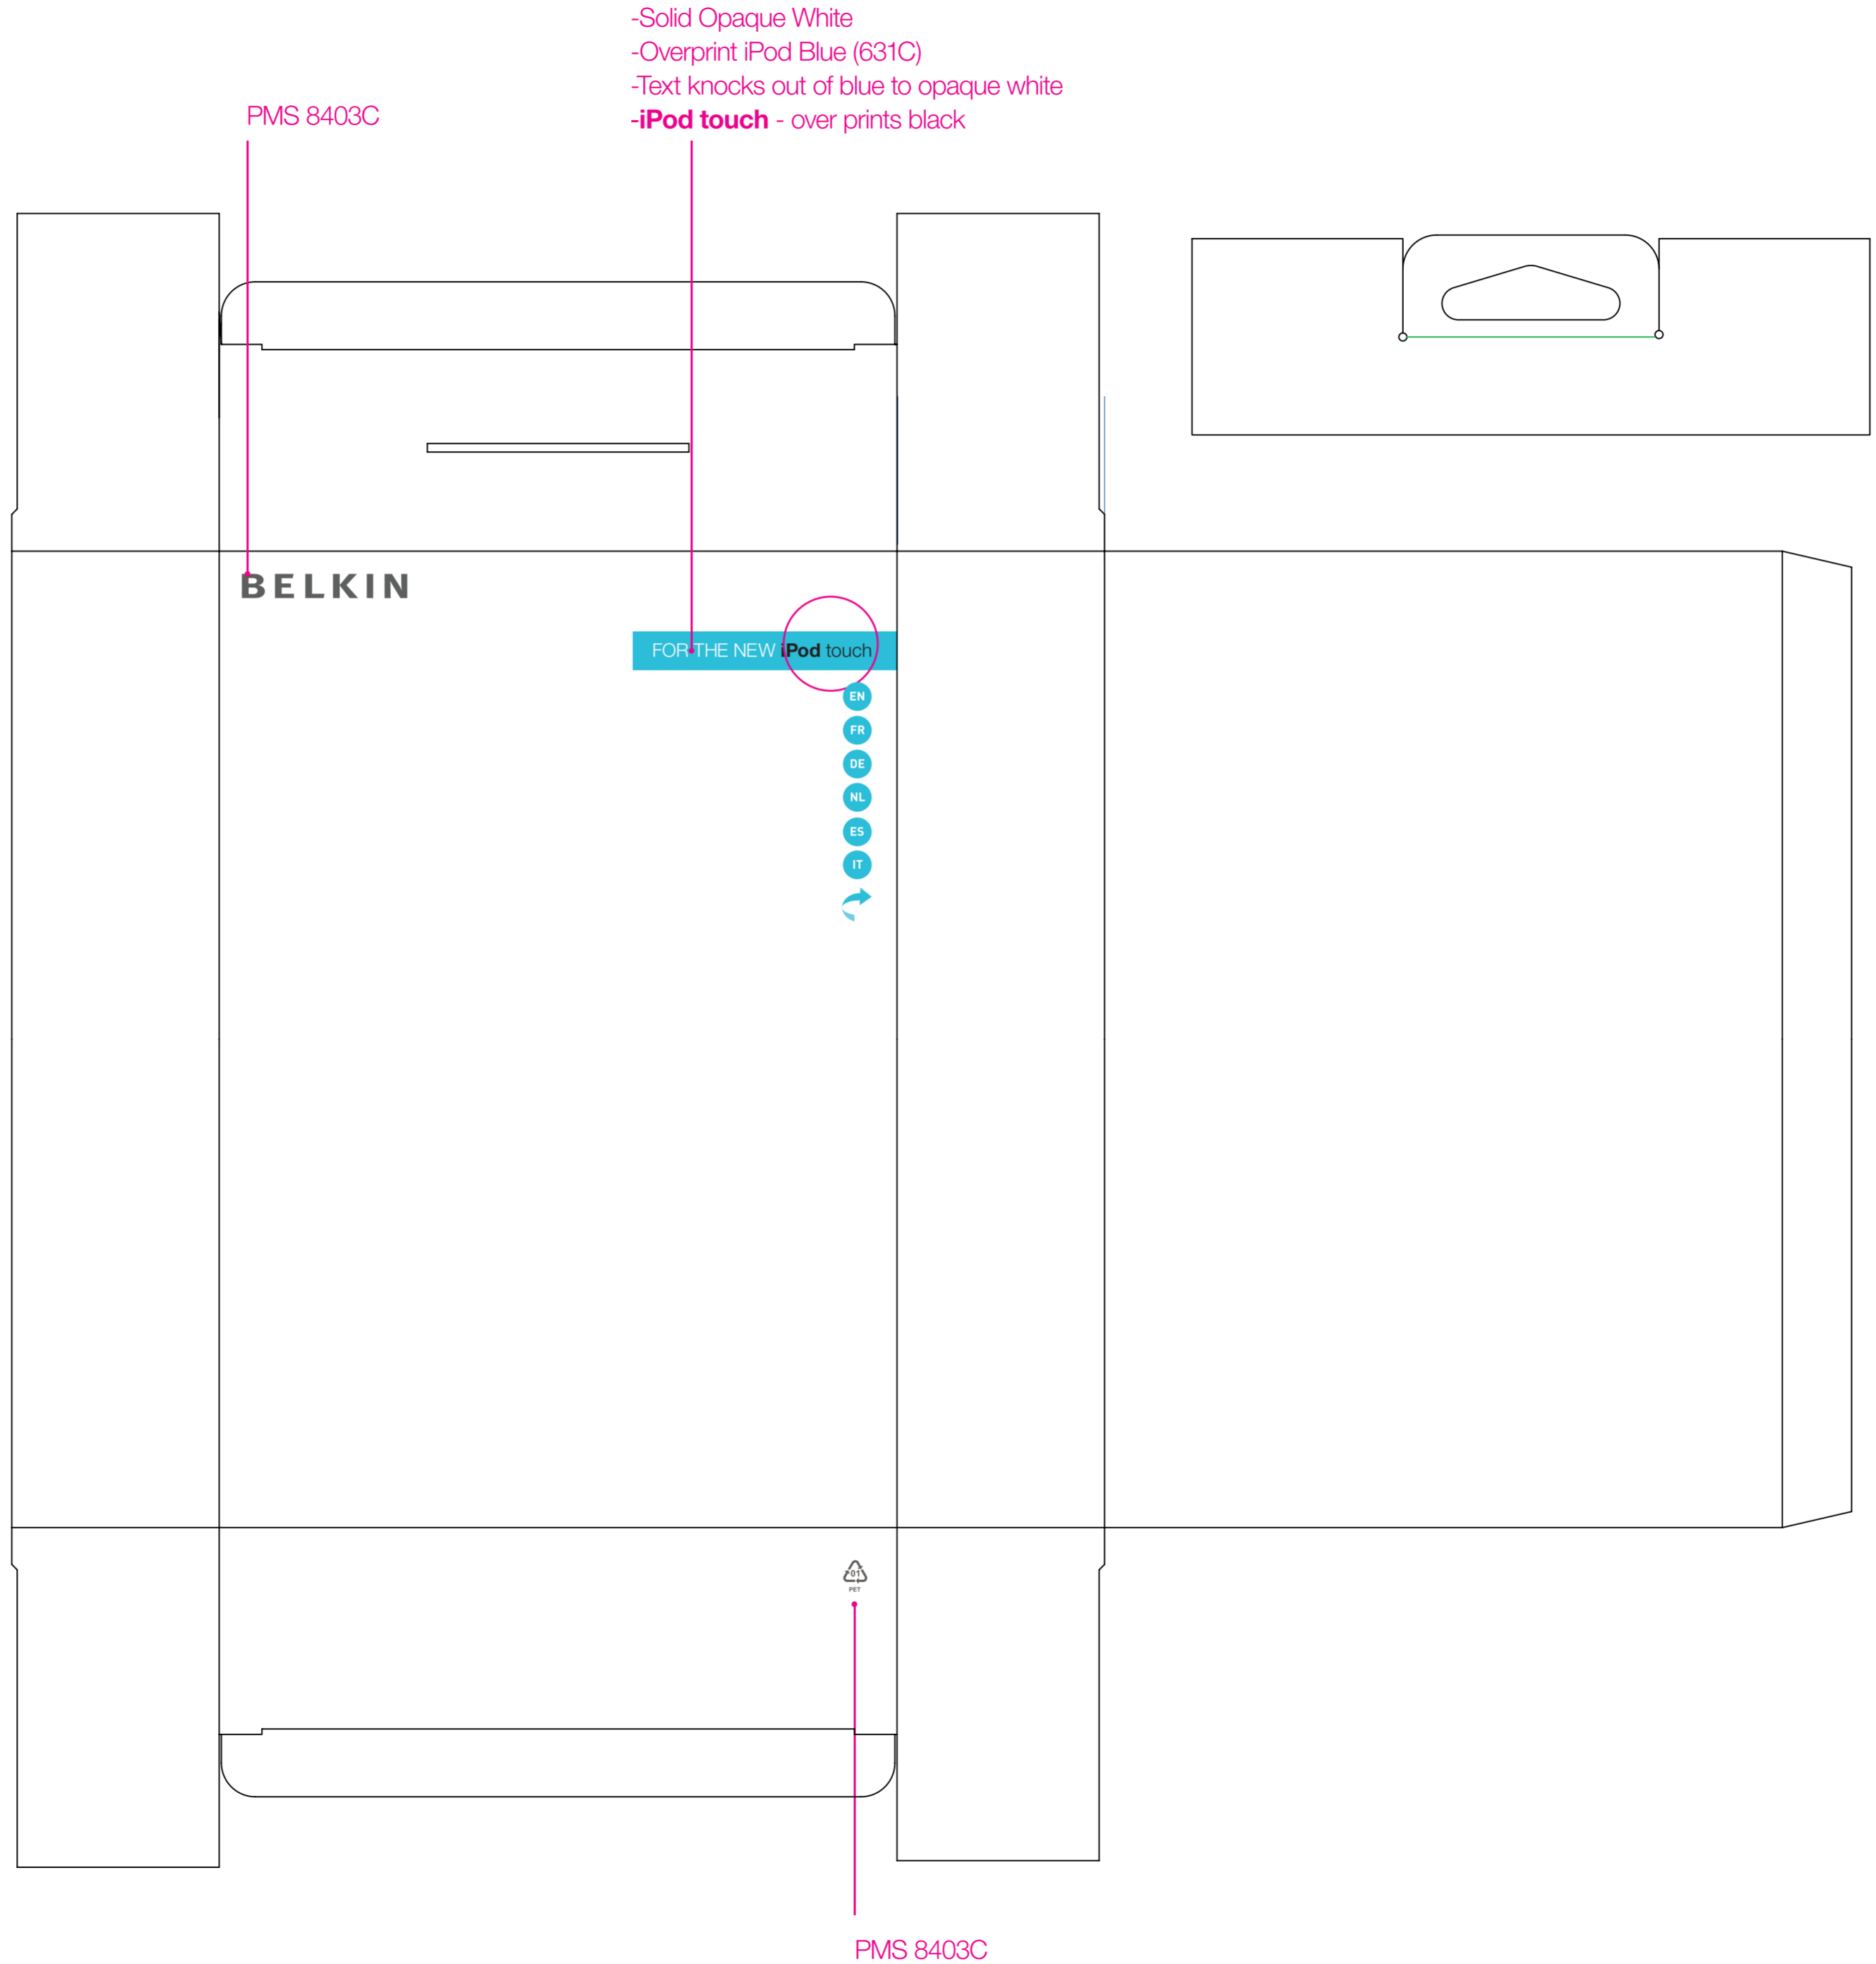 -Solid Opaque White
-Overprint iPod Blue (631C)
-Text knocks out of blue to opaque white
-iPod touch - over prints black
PMS 8403C
BELKIN
FOR THE NEW iPod touch
EN
FR
DE
NL
ES
IT
01
PET
PMS 8403C